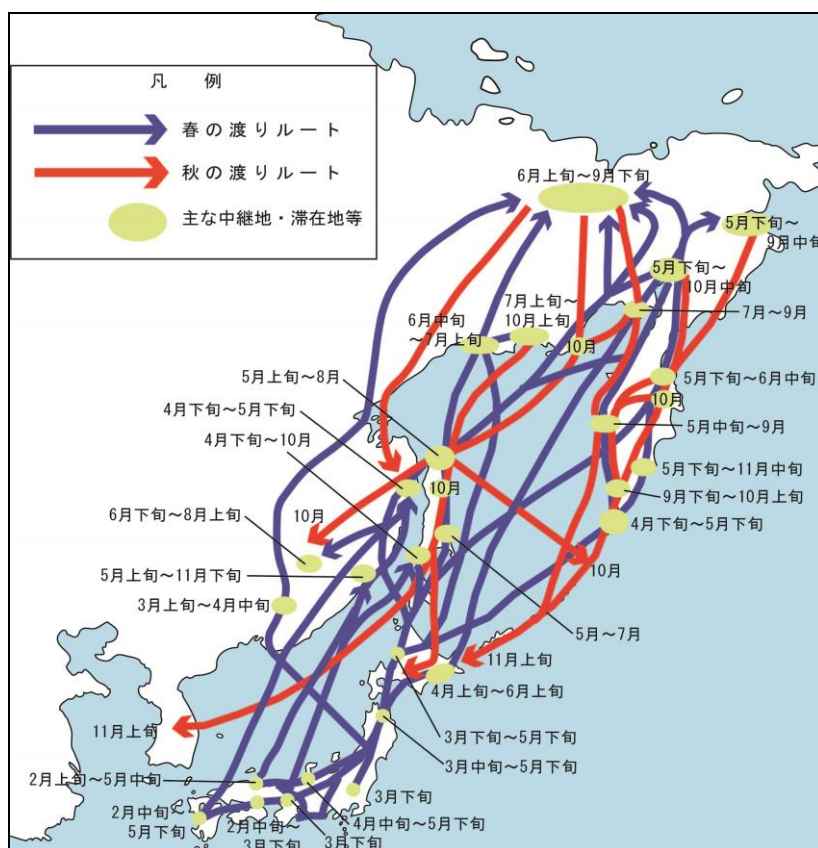 凡 例
春の渡りルート
秋の渡りルート
主な中継地・滞在地等
6月上旬～9月下旬
5月下旬～
9月中旬
5月下旬～
10月中旬
7月上旬～
10月上旬
7月～9月
6月中旬
～7月上旬
10月
5月上旬～8月
5月下旬～6月中旬
10月
4月下旬～5月下旬
5月中旬～9月
4月下旬～10月
5月下旬～11月中旬
10月
9月下旬～10月上旬
10月
6月下旬～8月上旬
4月下旬～5月下旬
10月
5月上旬～11月下旬
3月上旬～4月中旬
5月～7月
11月上旬
4月上旬～6月上旬
11月上旬
3月下旬～5月下旬
3月中旬～5月下旬
2月上旬～5月中旬
3月下旬
2月中旬～
5月下旬
2月中旬～
3月下旬
4月中旬～5月下旬
3月下旬